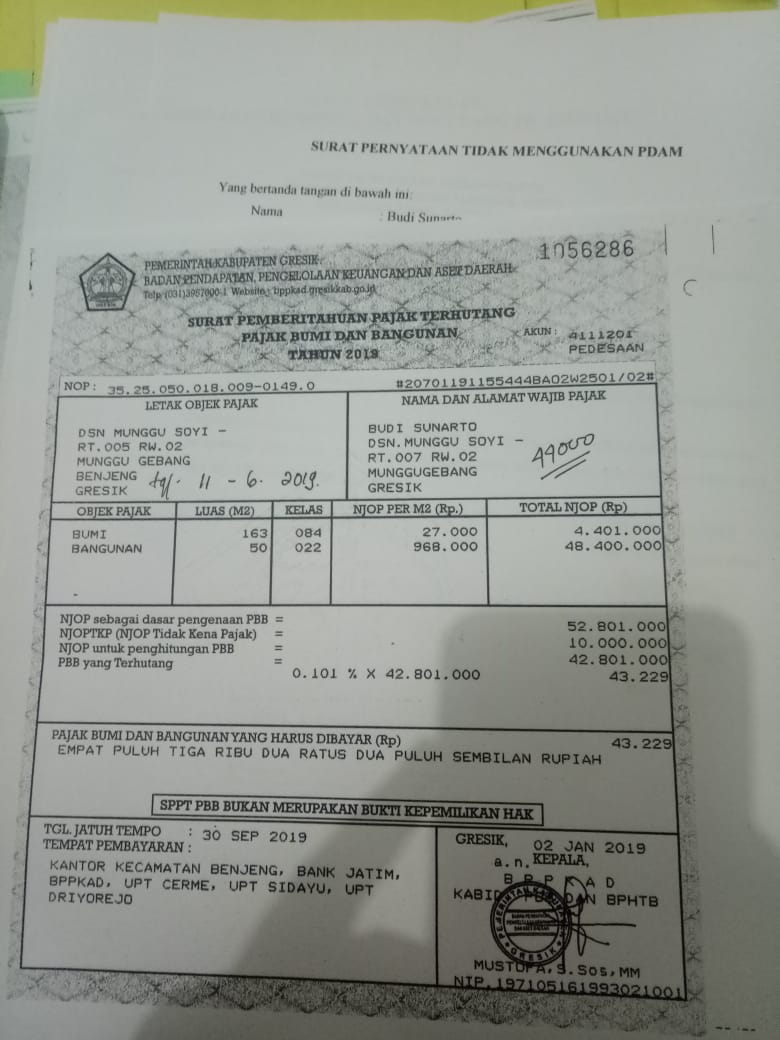 SURAT PERNYATAAN TIDAK MENGGUNAKAN PDAM
Yang bertanda tangan di bawah ini:
Nama : Budi Sunarto
1056286
PEMERINTAH KABUPATEN GRESIK
BADAN PENDAPATAN, PENGELOLAAN KEUANGAN DAN ASET DAERAH
Telp. (031)3957000-1 Website : bppkad.gresikkab.go.id
SURAT PEMBERITAHUAN PAJAK TERHUTANG
PAJAK BUMI DAN BANGUNAN
TAHUN 2019
AKUN : 4111201
PEDESAAN
NOP : 35.25.050.018.009-0149.0 #20701191155444BA02W2501/02#
LETAK OBJEK PAJAK
DSN MUNGGU SOYI -
RT.005 RW.02
MUNGGU GEBANG
BENJENG
GRESIK
tgl. 11 - 6. 2019.
NAMA DAN ALAMAT WAJIB PAJAK
BUDI SUNARTO
DSN.MUNGGU SOYI -
RT.007 RW.02
MUNGGUGEBANG
GRESIK
44000
OBJEK PAJAK LUAS (M2) KELAS NJOP PER M2 (Rp.) TOTAL NJOP (Rp)
BUMI 163 084 27.000 4.401.000
BANGUNAN 50 022 968.000 48.400.000
NJOP sebagai dasar pengenaan PBB = 52.801.000
NJOPTKP (NJOP Tidak Kena Pajak) = 10.000.000
NJOP untuk penghitungan PBB = 42.801.000
PBB yang Terhutang = 0.101 % X 42.801.000 43.229
PAJAK BUMI DAN BANGUNAN YANG HARUS DIBAYAR (Rp) 43.229
EMPAT PULUH TIGA RIBU DUA RATUS DUA PULUH SEMBILAN RUPIAH
SPPT PBB BUKAN MERUPAKAN BUKTI KEPEMILIKAN HAK
TGL. JATUH TEMPO : 30 SEP 2019
TEMPAT PEMBAYARAN :
KANTOR KECAMATAN BENJENG, BANK JATIM,
BPPKAD, UPT CERME, UPT SIDAYU, UPT
DRIYOREJO
GRESIK, 02 JAN 2019
a.n. KEPALA,
B P P K A D
KABID PBB DAN BPHTB
MUSTOFA, S.Sos,MM
NIP.197105161993021001